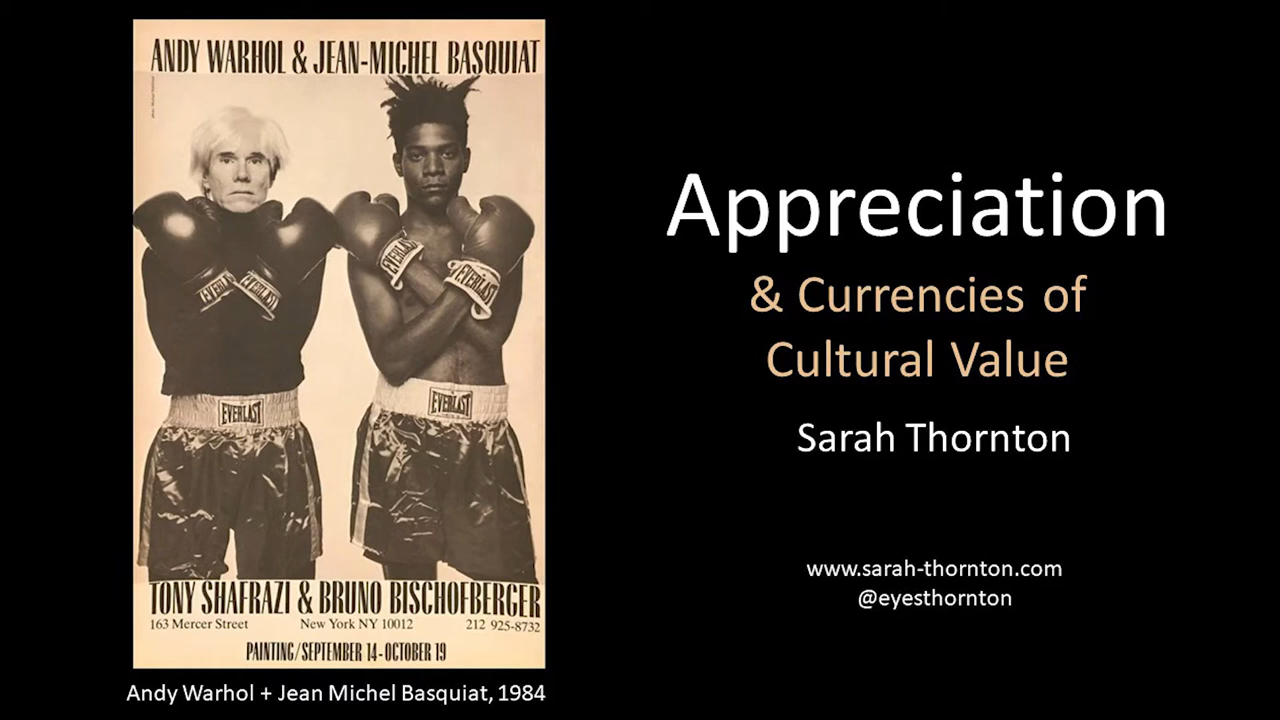 ANDY WARHOL & JEAN-MICHEL BASQUIAT
EVERLAST
EVERLAST
EVERLAST
EVERLAST
EVERLAST
EVERLAST
TONY SHAFRAZI & BRUNO BISCHOFBERGER
163 Mercer Street New York NY 10012 212 925-8732
PAINTING/SEPTEMBER 14-OCTOBER 19
Andy Warhol + Jean Michel Basquiat, 1984
Appreciation
& Currencies of
Cultural Value
Sarah Thornton
www.sarah-thornton.com
@eyesthornton